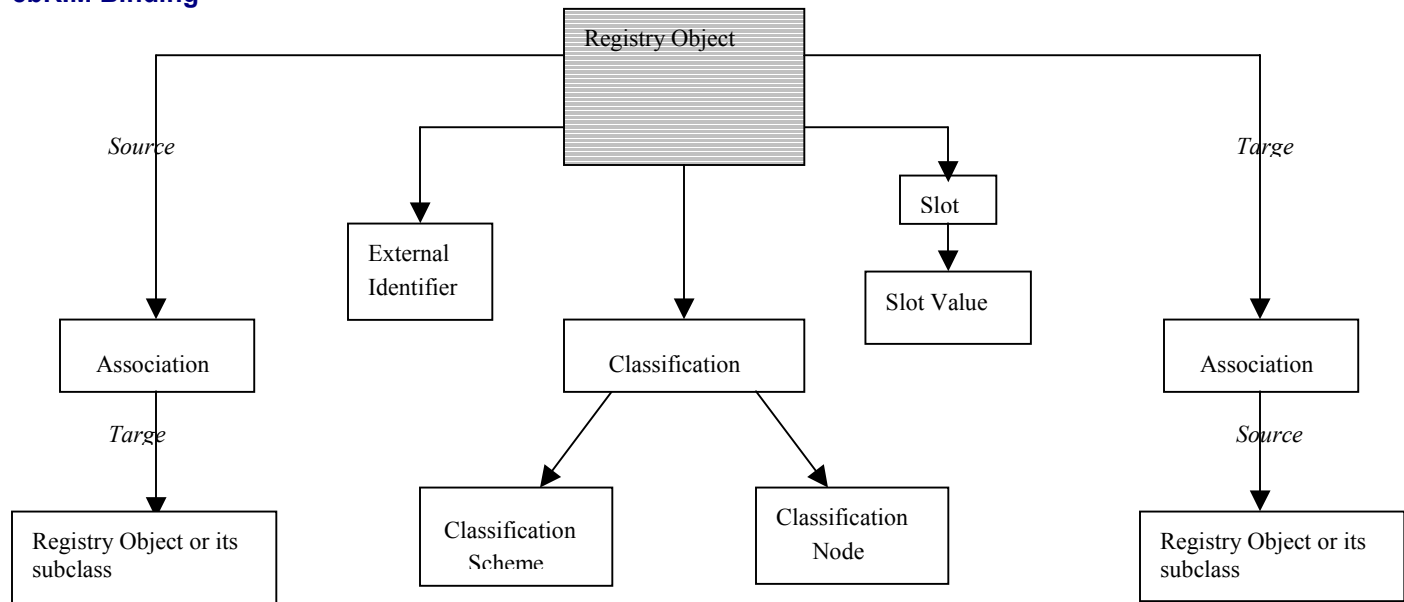 ebRIM Binding
Registry Object
Source
Targe
Slot
External
Identifier
Slot Value
Association
Classification
Association
Targe
Source
Classification
Scheme
Classification
Node
Registry Object or its
subclass
Registry Object or its
subclass